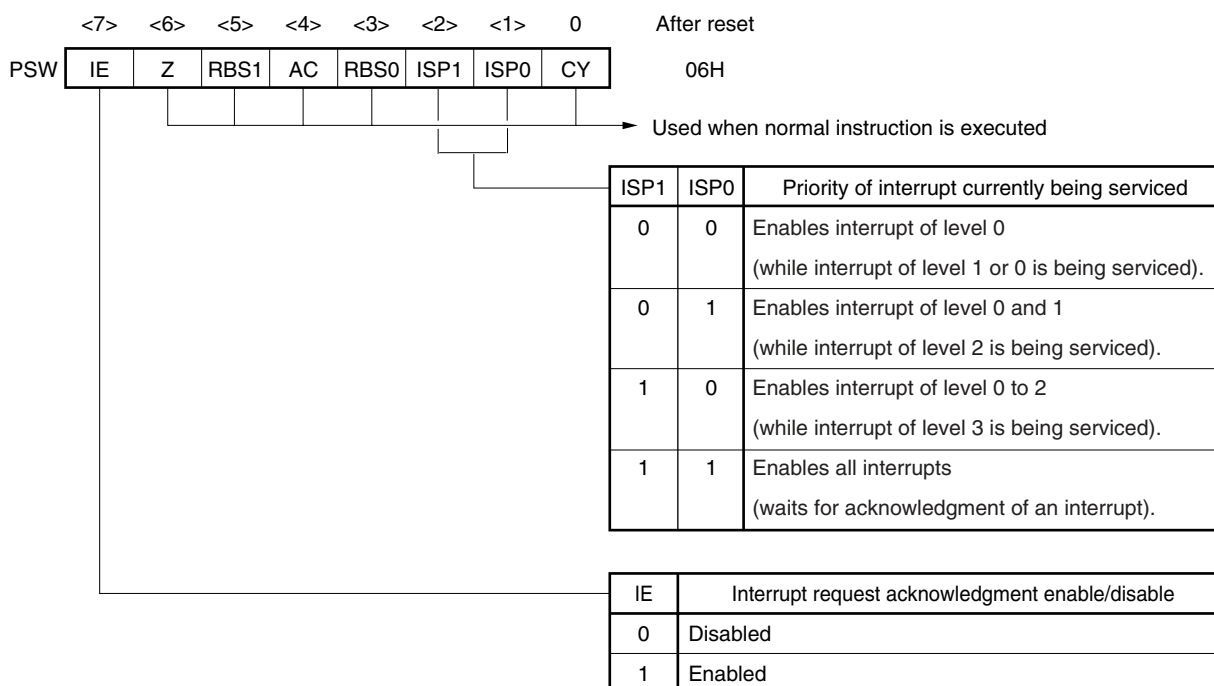 <7> <6> <5> <4> <3> <2> <1> 0 After reset
PSW IE Z RBS1 AC RBS0 ISP1 ISP0 CY 06H
Used when normal instruction is executed
ISP1 ISP0 Priority of interrupt currently being serviced
0 0 Enables interrupt of level 0
(while interrupt of level 1 or 0 is being serviced).
0 1 Enables interrupt of level 0 and 1
(while interrupt of level 2 is being serviced).
1 0 Enables interrupt of level 0 to 2
(while interrupt of level 3 is being serviced).
1 1 Enables all interrupts
(waits for acknowledgment of an interrupt).
IE Interrupt request acknowledgment enable/disable
0 Disabled
1 Enabled